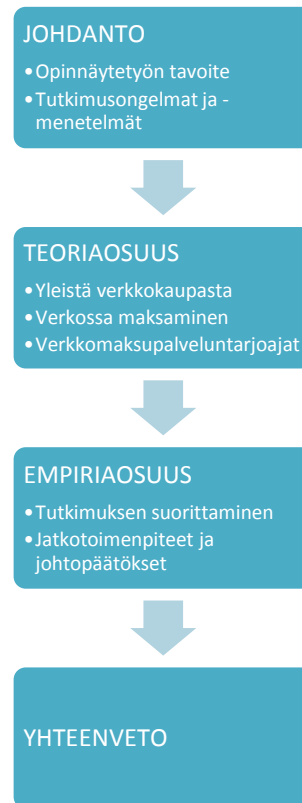 JOHDANTO
•Opinnäytetyön tavoite
•Tutkimusongelmat ja -
menetelmät
TEORIAOSUUS
•Yleistä verkkokaupasta
•Verkossa maksaminen
•Verkkomaksupalveluntarjoajat
EMPIRIAOSUUS
•Tutkimuksen suorittaminen
•Jatkotoimenpiteet ja
johtopäätökset
YHTEENVETO